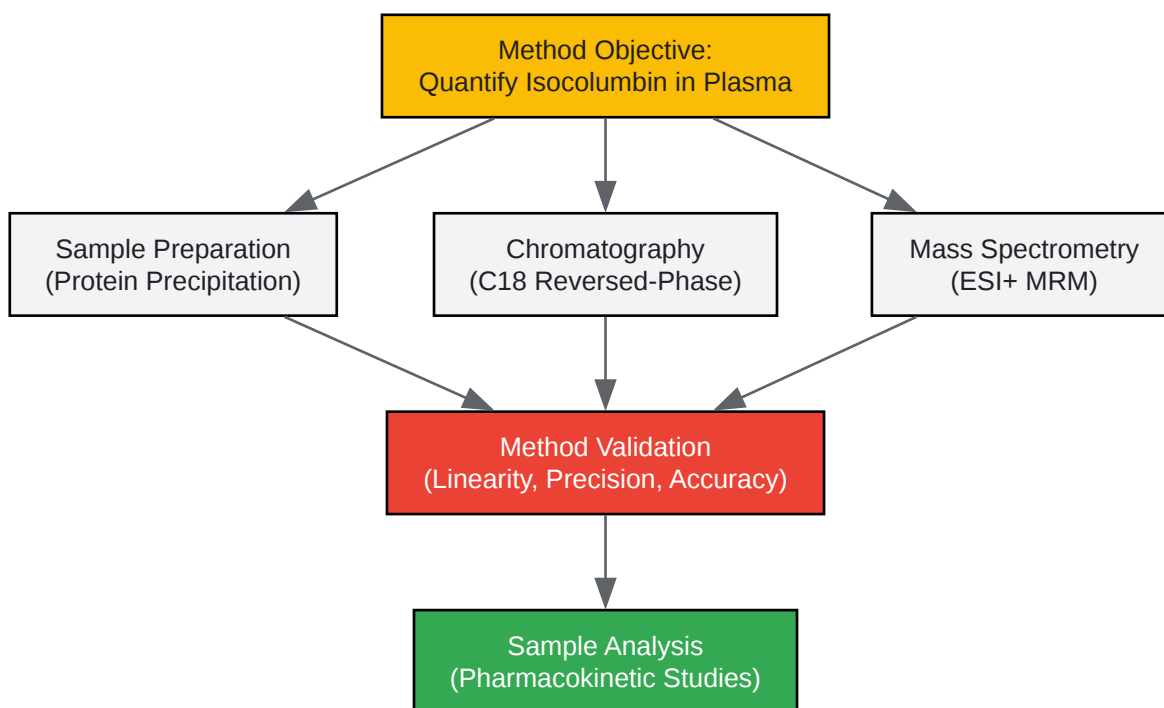 Method Objective:
Quantify Isocolumbin in Plasma
Sample Preparation
(Protein Precipitation)
Chromatography
(C18 Reversed-Phase)
Mass Spectrometry
(ESI+ MRM)
Method Validation
(Linearity, Precision, Accuracy)
Sample Analysis
(Pharmacokinetic Studies)